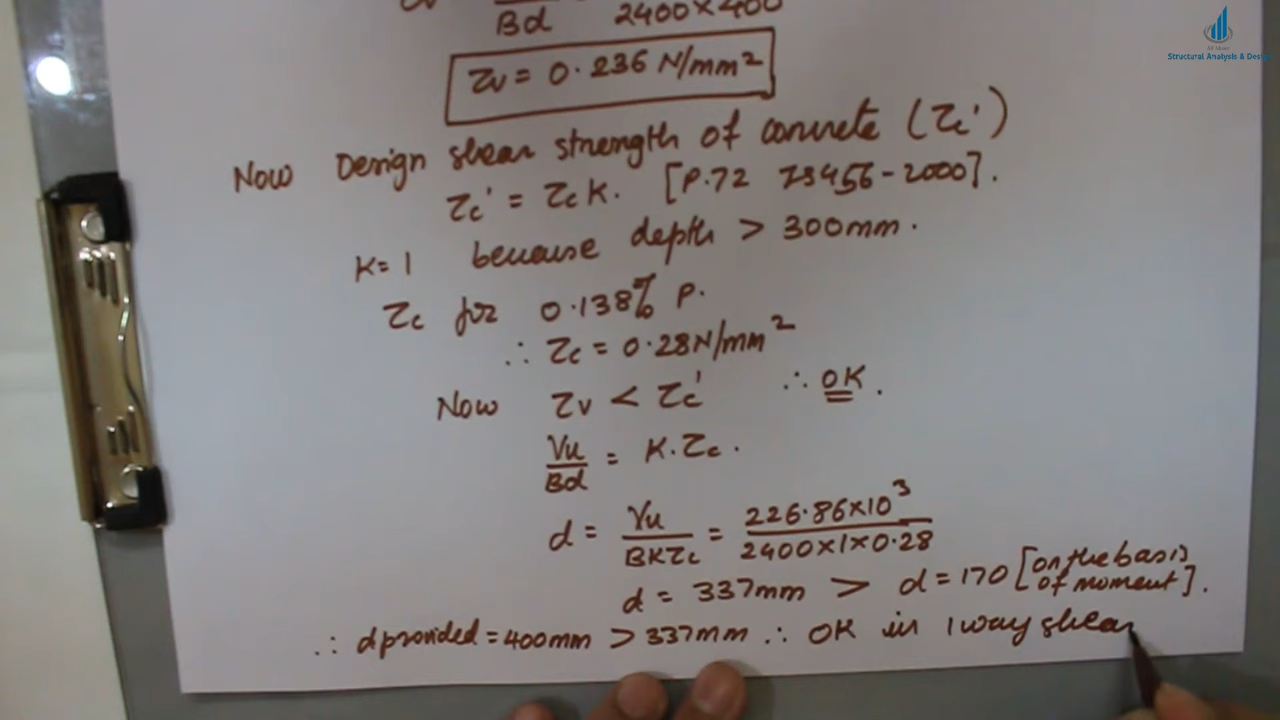 Bd 2400×400
τv = 0.236 N/mm²
Now Design shear strength of concrete (τc')
τc' = τc K. [P.72 IS456-2000].
K=1 because depth > 300mm.
τc for 0.138% P.
∴ τc = 0.28N/mm²
Now τv < τc' ∴ OK.
Vu/Bd = K.τc.
d = Vu/BKτc = 226.86×10³/2400×1×0.28
d = 337mm > d=170 [on the basis of moment].
∴ d provided = 400mm > 337mm ∴ OK in 1 way shear
Structural Analysis &